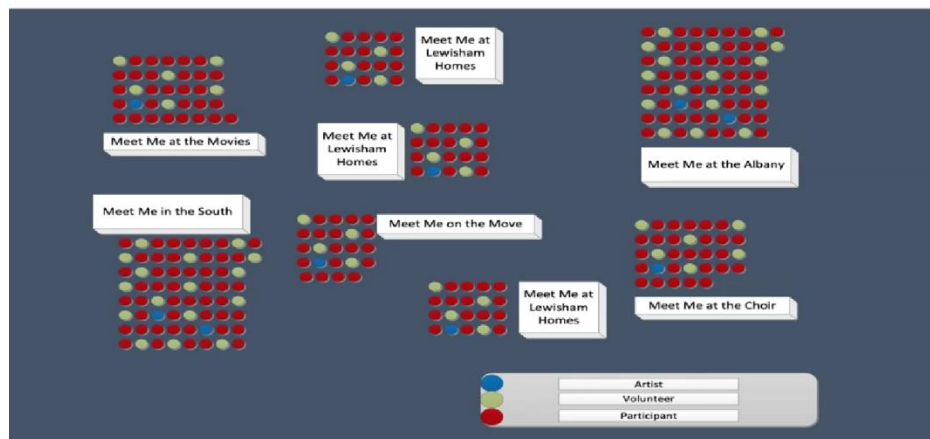 Meet Me at
Lewisham
Homes
Meet Me at the Movies
Meet Me at
Lewisham
Homes
Meet Me at the Albany
Meet Me in the South
Meet Me on the Move
Meet Me at
Lewisham
Homes
Meet Me at the Choir
Artist
Volunteer
Participant